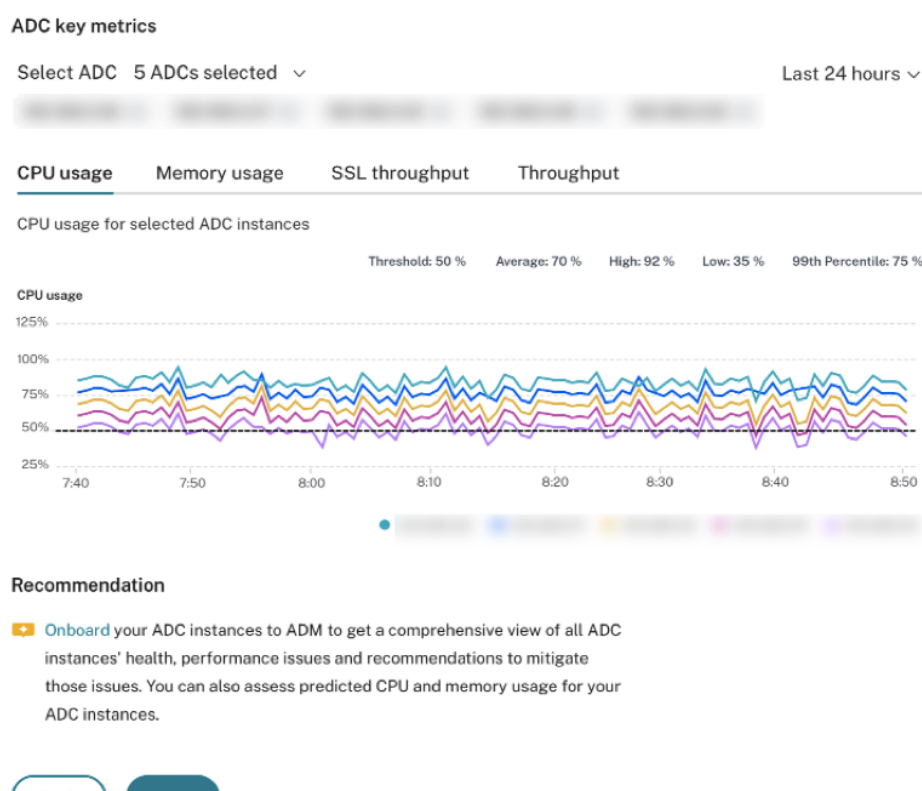 ADC key metrics
Select ADC 5 ADCs selected
Last 24 hours
CPU usage Memory usage SSL throughput Throughput
CPU usage for selected ADC instances
Threshold: 50 % Average: 70 % High: 92 % Low: 35 % 99th Percentile: 75 %
CPU usage
125%
100%
75%
50%
25%
7:40 7:50 8:00 8:10 8:20 8:30 8:40 8:50
Recommendation
Onboard your ADC instances to ADM to get a comprehensive view of all ADC
instances' health, performance issues and recommendations to mitigate
those issues. You can also assess predicted CPU and memory usage for your
ADC instances.